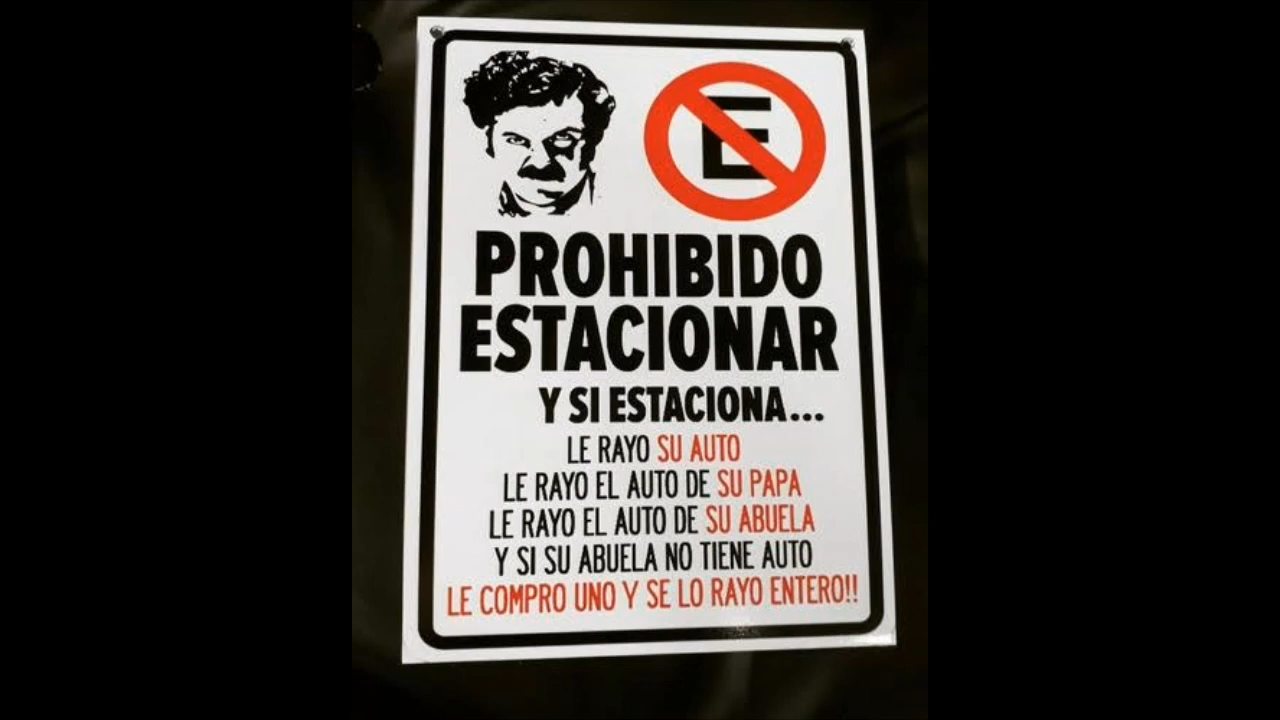 E
PROHIBIDO
ESTACIONAR
Y SI ESTACIONA...
LE RAYO SU AUTO
LE RAYO EL AUTO DE SU PAPA
LE RAYO EL AUTO DE SU ABUELA
Y SI SU ABUELA NO TIENE AUTO
LE COMPRO UNO Y SE LO RAYO ENTERO!!